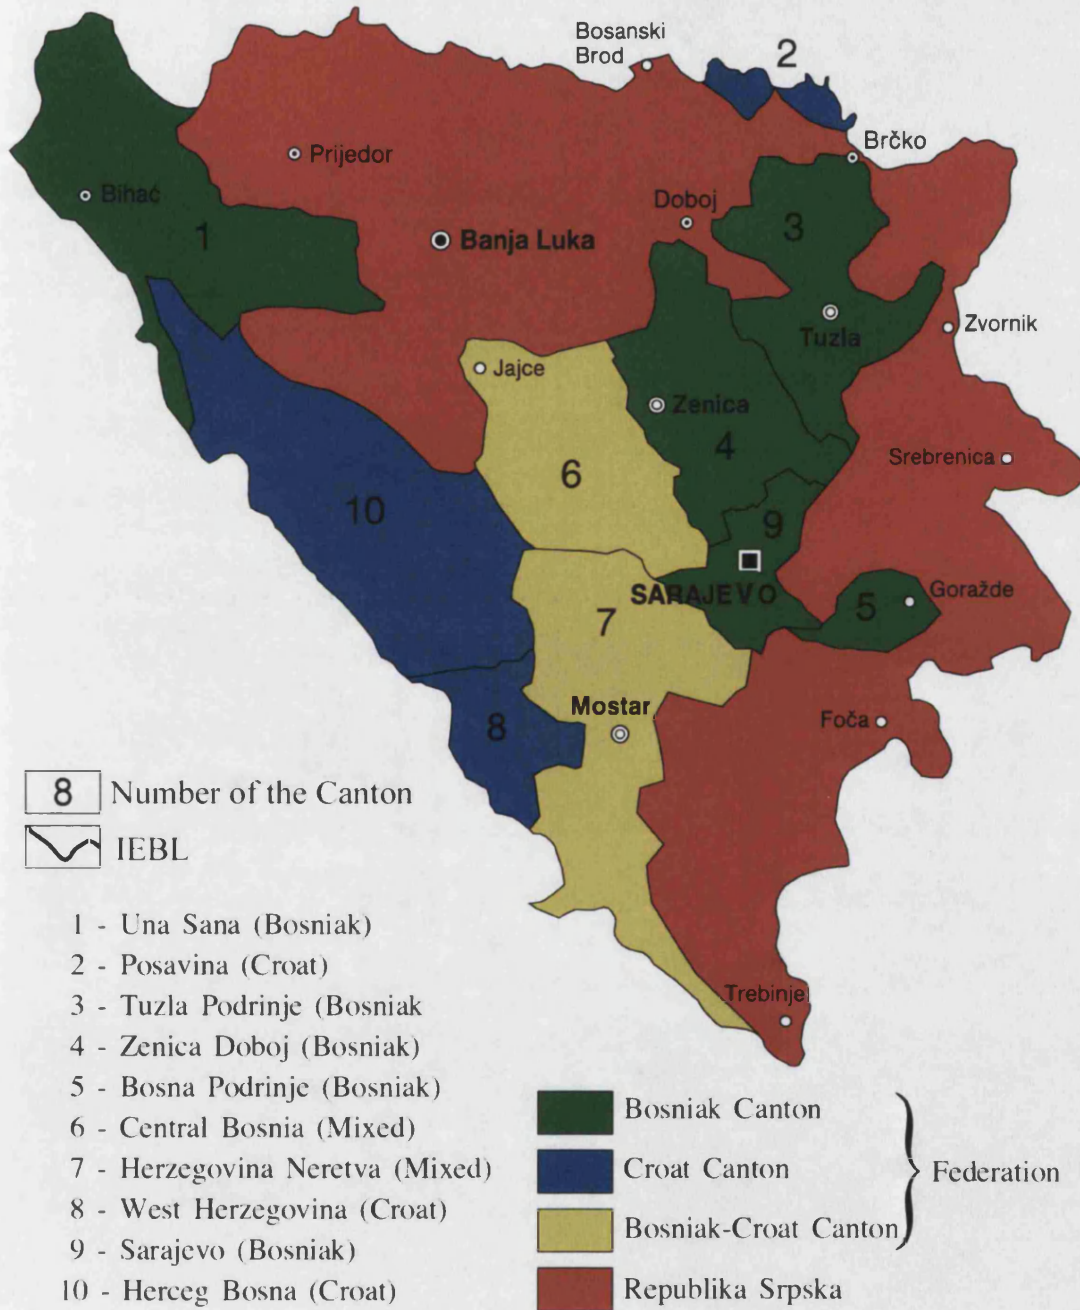 Bosanski
Brod
2
Brčko
Prijedor
Bihać
Doboj
1
Banja Luka
3
Tuzla
Zvornik
Jajce
Zenica
4
Srebrenica
6
10
9
SARAJEVO
7
5
Goražde
Mostar
8
Foča
Trebinje
8 Number of the Canton
IEBL
1 - Una Sana (Bosniak)
2 - Posavina (Croat)
3 - Tuzla Podrinje (Bosniak
4 - Zenica Doboj (Bosniak)
5 - Bosna Podrinje (Bosniak)
6 - Central Bosnia (Mixed)
7 - Herzegovina Neretva (Mixed)
8 - West Herzegovina (Croat)
9 - Sarajevo (Bosniak)
10 - Herceg Bosna (Croat)
Bosniak Canton
Croat Canton
Bosniak-Croat Canton
Federation
Republika Srpska